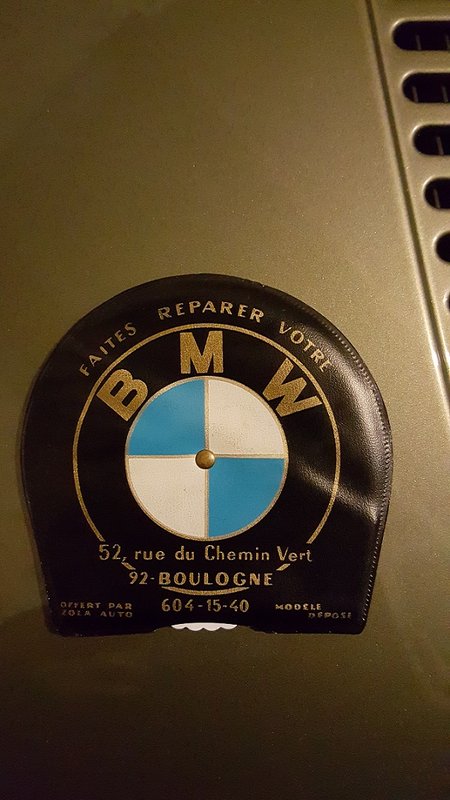 FAITES REPARER VOTRE
BMW
52, rue du Chemin Vert
92-BOULOGNE
604-15-40
OFFERT PAR
ZOLA AUTO
MODELE
DEPOSE